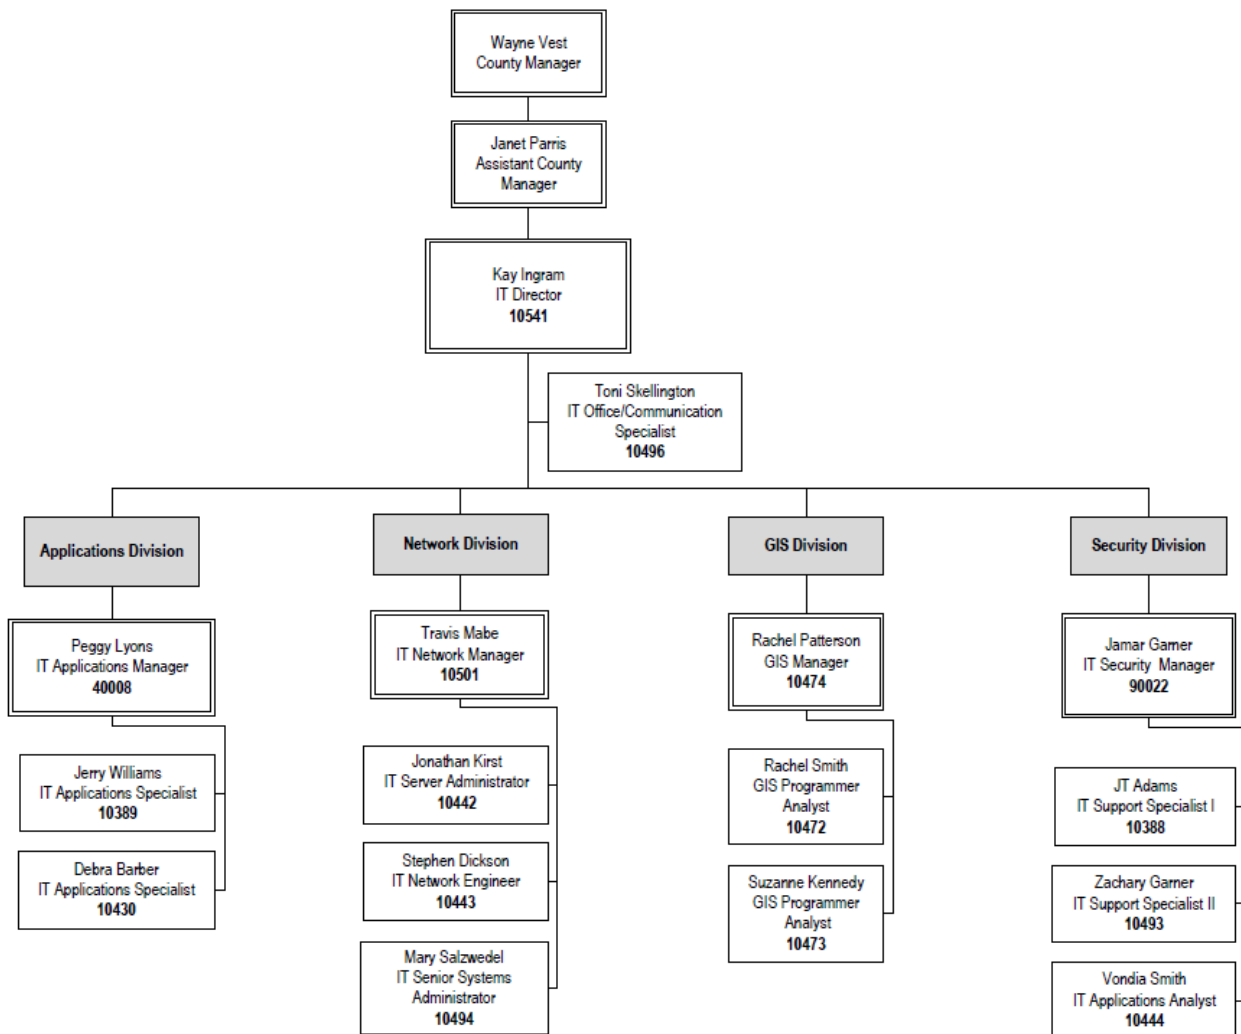 Wayne Vest
County Manager
Janet Parris
Assistant County
Manager
Kay Ingram
IT Director
10541
Toni Skellington
IT Office/Communication
Specialist
10496
Applications Division
Network Division
GIS Division
Security Division
Peggy Lyons
IT Applications Manager
40008
Travis Mabe
IT Network Manager
10501
Rachel Patterson
GIS Manager
10474
Jamar Garner
IT Security Manager
90022
Jerry Williams
IT Applications Specialist
10389
Debra Barber
IT Applications Specialist
10430
Jonathan Kirst
IT Server Administrator
10442
Stephen Dickson
IT Network Engineer
10443
Mary Salzwedel
IT Senior Systems
Administrator
10494
Rachel Smith
GIS Programmer
Analyst
10472
Suzanne Kennedy
GIS Programmer
Analyst
10473
JT Adams
IT Support Specialist I
10388
Zachary Garner
IT Support Specialist II
10493
Vondia Smith
IT Applications Analyst
10444